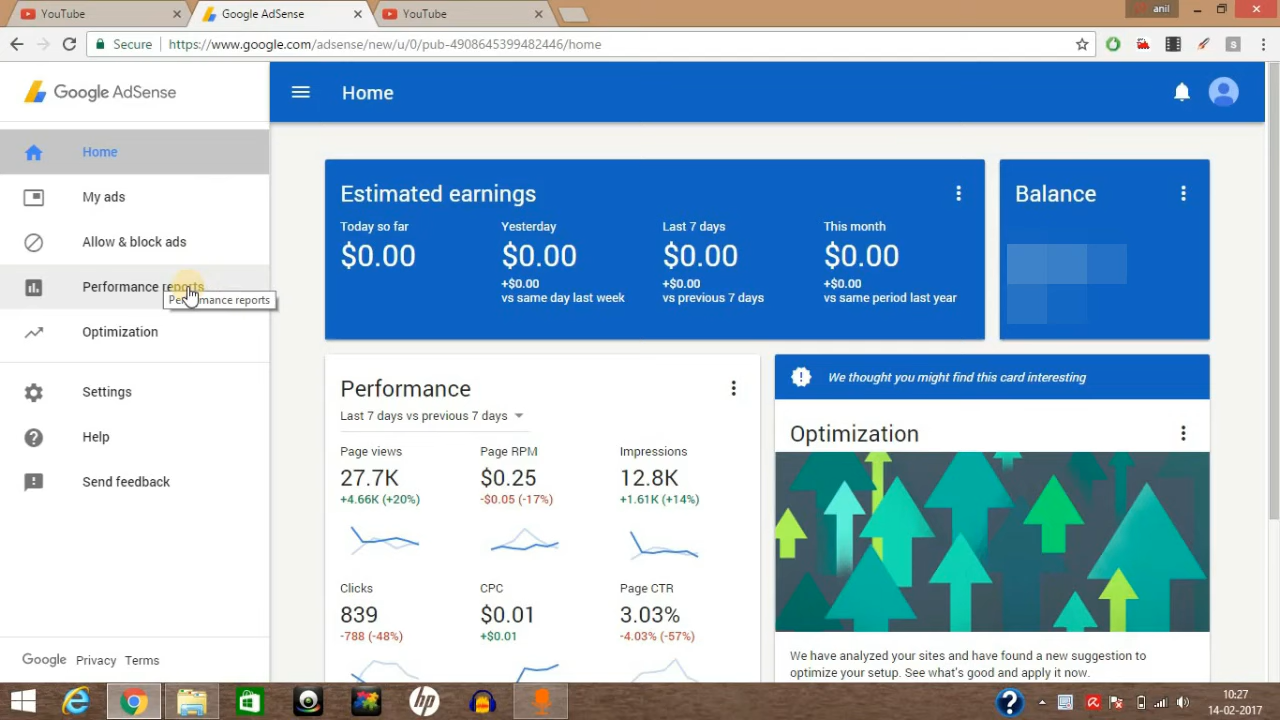 YouTube
Google AdSense
YouTube
anil
Secure
https://www.google.com/adsense/new/u/0/pub-4908645399482446/home
s
Google AdSense
Home
Home
My ads
Allow & block ads
Performance reports
Performance reports
Optimization
Settings
Help
Send feedback
Google Privacy Terms
Estimated earnings
Today so far
$0.00
Yesterday
$0.00
+$0.00
vs same day last week
Last 7 days
$0.00
+$0.00
vs previous 7 days
This month
$0.00
+$0.00
vs same period last year
Balance
Performance
Last 7 days vs previous 7 days
Page views
27.7K
+4.66K (+20%)
Page RPM
$0.25
-$0.05 (-17%)
Impressions
12.8K
+1.61K (+14%)
Clicks
839
-788 (-48%)
CPC
$0.01
+$0.01
Page CTR
3.03%
-4.03% (-57%)
We thought you might find this card interesting
Optimization
We have analyzed your sites and have found a new suggestion to
optimize your setup. See what's good and apply it now.
hp
10:27
14-02-2017